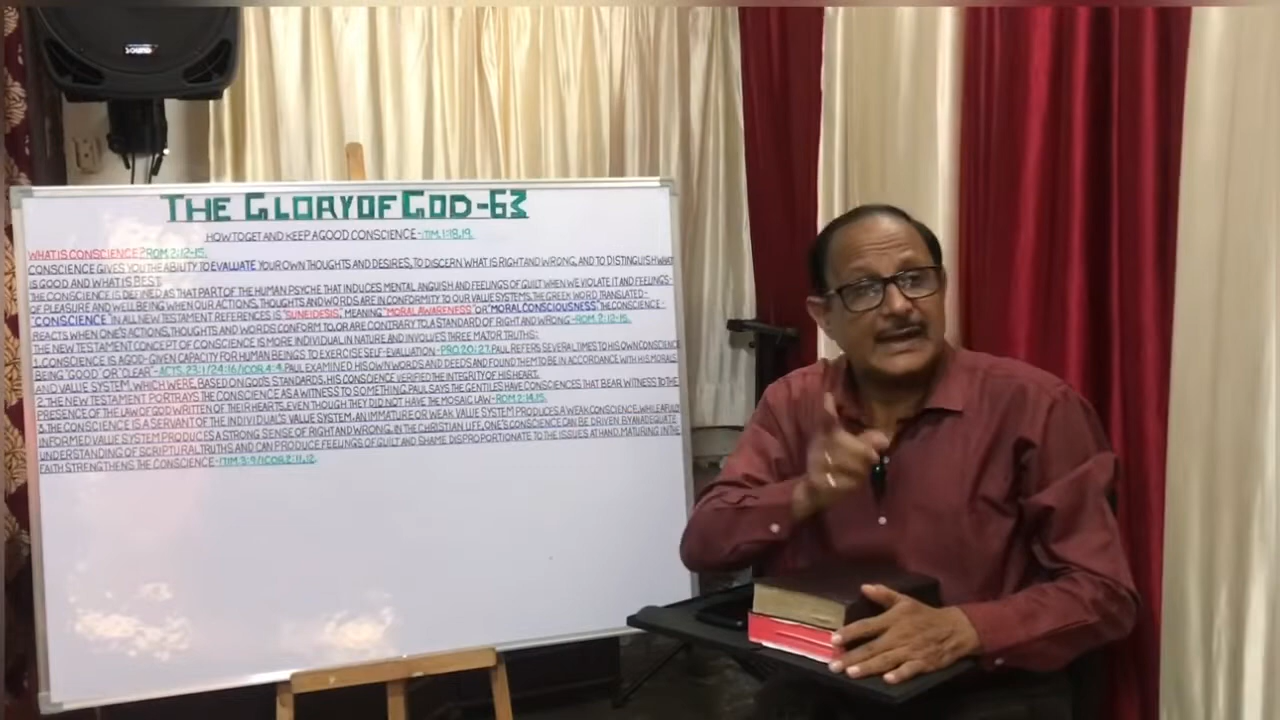 SOUND
THE GLORY OF GOD-63
HOW TO GET AND KEEP A GOOD CONSCIENCE-1TIM.1:18,19.
WHAT IS CONSCIENCE? ROM.2:12-15.
CONSCIENCE GIVES YOU THE ABILITY TO EVALUATE YOUR OWN THOUGHTS AND DESIRES, TO DISCERN WHAT IS RIGHT AND WRONG, AND TO DISTINGUISH WHAT
IS GOOD AND WHAT IS BEST.
THE CONSCIENCE IS DEFINED AS THAT PART OF THE HUMAN PSYCHE THAT INDUCES MENTAL ANGUISH AND FEELINGS OF GUILT WHEN WE VIOLATE IT AND FEELINGS-
OF PLEASURE AND WELL BEING WHEN OUR ACTIONS, THOUGHTS AND WORDS ARE IN CONFORMITY TO OUR VALUE SYSTEMS. THE GREEK WORD TRANSLATED-
"CONSCIENCE" IN ALL NEW TESTAMENT REFERENCES IS "SUNEIDESIS", MEANING "MORAL AWARENESS" OR "MORAL CONSCIOUSNESS". THE CONSCIENCE-
REACTS WHEN ONE'S ACTIONS, THOUGHTS AND WORDS CONFORM TO, OR ARE CONTRARY TO A STANDARD OF RIGHT AND WRONG-ROM.2:12-15.
THE NEW TESTAMENT CONCEPT OF CONSCIENCE IS MORE INDIVIDUAL IN NATURE AND INVOLVES THREE MAJOR TRUTHS:
1. CONSCIENCE IS A GOD-GIVEN CAPACITY FOR HUMAN BEINGS TO EXERCISE SELF-EVALUATION-PRO.20:27. PAUL REFERS SEVERAL TIMES TO HIS OWN CONSCIENCE
BEING "GOOD" OR "CLEAR"-ACTS.23:1/24:16/1COR.4:4. PAUL EXAMINED HIS OWN WORDS AND DEEDS AND FOUND THEM TO BE IN ACCORDANCE WITH HIS MORALS
AND VALUE SYSTEM, WHICH WERE, BASED ON GOD'S STANDARDS. HIS CONSCIENCE VERIFIED THE INTEGRITY OF HIS HEART.
2. THE NEW TESTAMENT PORTRAYS THE CONSCIENCE AS A WITNESS TO SOMETHING. PAUL SAYS THE GENTILES HAVE CONSCIENCES THAT BEAR WITNESS TO THE
PRESENCE OF THE LAW OF GOD WRITTEN OF THEIR HEARTS, EVEN THOUGH THEY DID NOT HAVE THE MOSAIC LAW-ROM.2:14,15.
3. THE CONSCIENCE IS A SERVANT OF THE INDIVIDUAL'S VALUE SYSTEM. AN IMMATURE OR WEAK VALUE SYSTEM PRODUCES A WEAK CONSCIENCE, WHILE A FULLY
INFORMED VALUE SYSTEM PRODUCES A STRONG SENSE OF RIGHT AND WRONG. IN THE CHRISTIAN LIFE, ONE'S CONSCIENCE CAN BE DRIVEN BY AN ADEQUATE
UNDERSTANDING OF SCRIPTURAL TRUTHS AND CAN PRODUCE FEELINGS OF GUILT AND SHAME DISPROPORTIONATE TO THE ISSUES AT HAND. MATURING IN THE
FAITH STRENGTHENS THE CONSCIENCE-1TIM.3:9/1COR.2:11,12.